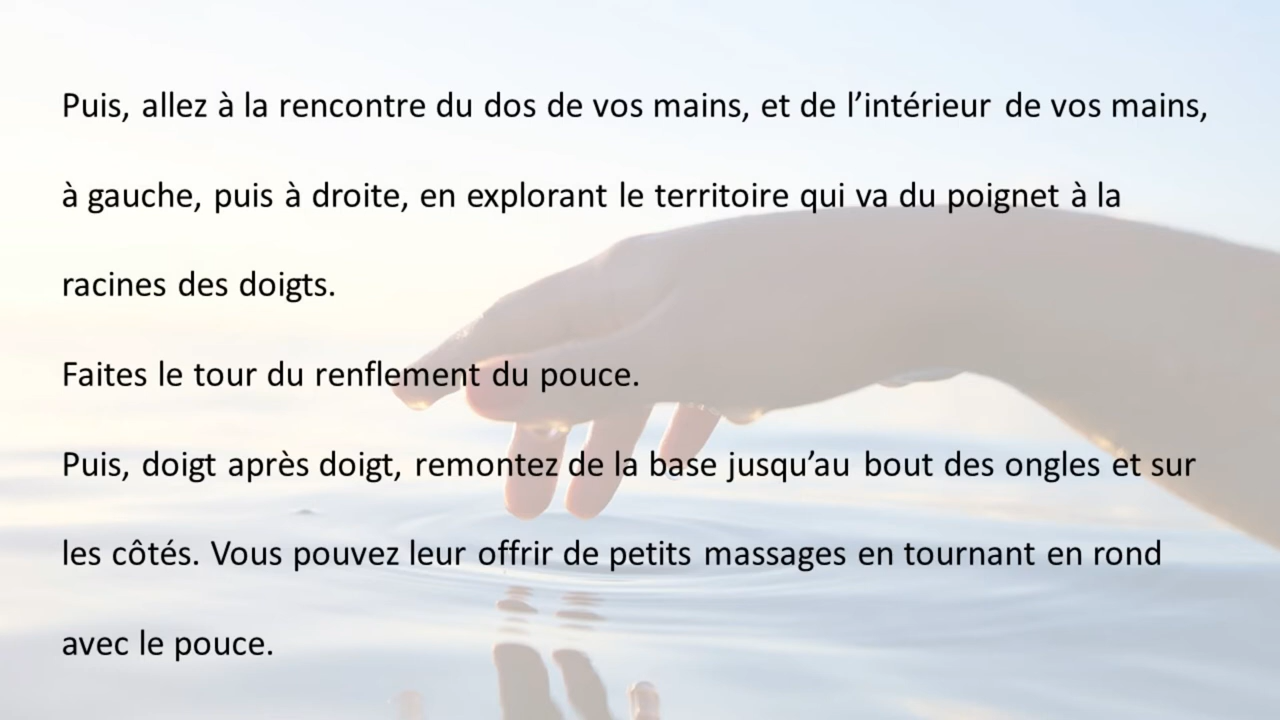 Puis, allez à la rencontre du dos de vos mains, et de l’intérieur de vos mains,
à gauche, puis à droite, en explorant le territoire qui va du poignet à la
racines des doigts.
Faites le tour du renflement du pouce.
Puis, doigt après doigt, remontez de la base jusqu’au bout des ongles et sur
les côtés. Vous pouvez leur offrir de petits massages en tournant en rond
avec le pouce.